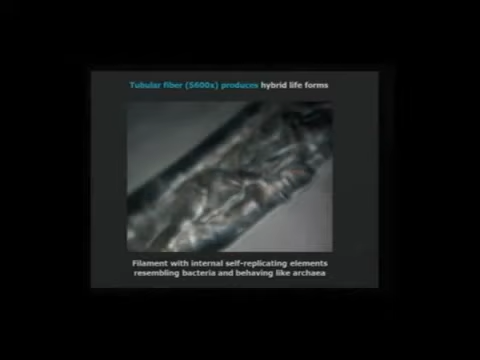 Tubular fiber (5600x) produces hybrid life forms
Filament with internal self-replicating elements
resembling bacteria and behaving like archaea